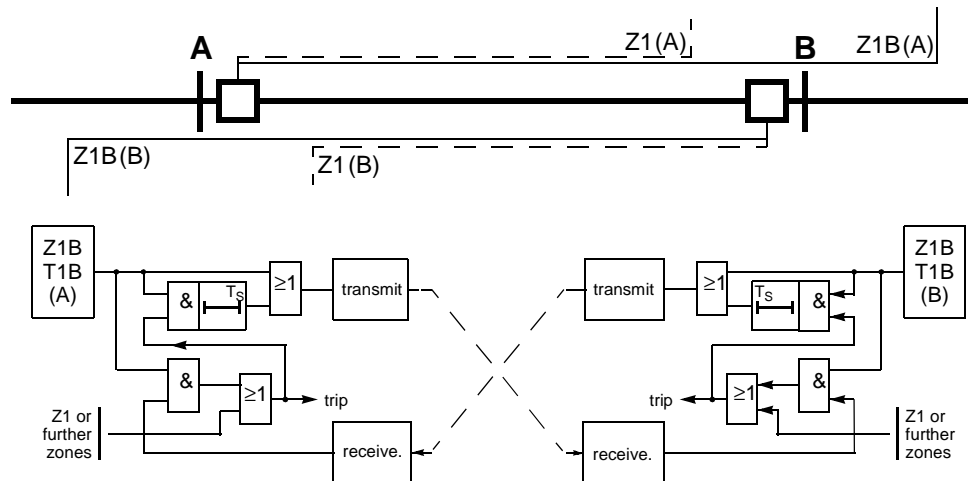 A
Z1(A)
B
Z1B(A)
Z1B(B)
Z1(B)
Z1B
T1B
(A)
&
TS
≥1
transmit
transmit
≥1
TS
&
Z1B
T1B
(B)
&
≥1
trip
trip
≥1
&
Z1 or
further
zones
receive.
receive.
Z1 or
further
zones